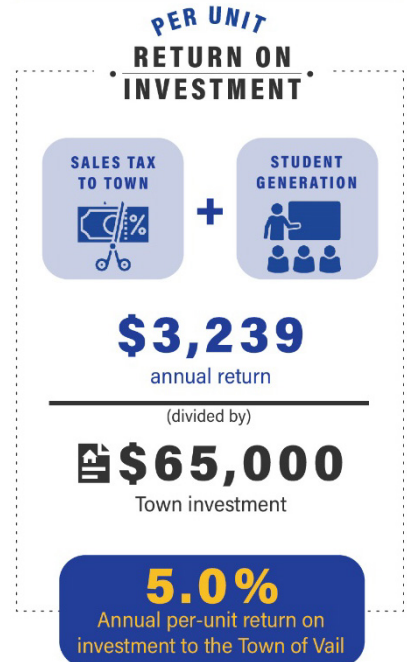 PER UNIT
RETURN ON
INVESTMENT
SALES TAX
TO TOWN
%
+
STUDENT
GENERATION
$3,239
annual return
(divided by)
$65,000
Town investment
5.0%
Annual per-unit return on
investment to the Town of Vail